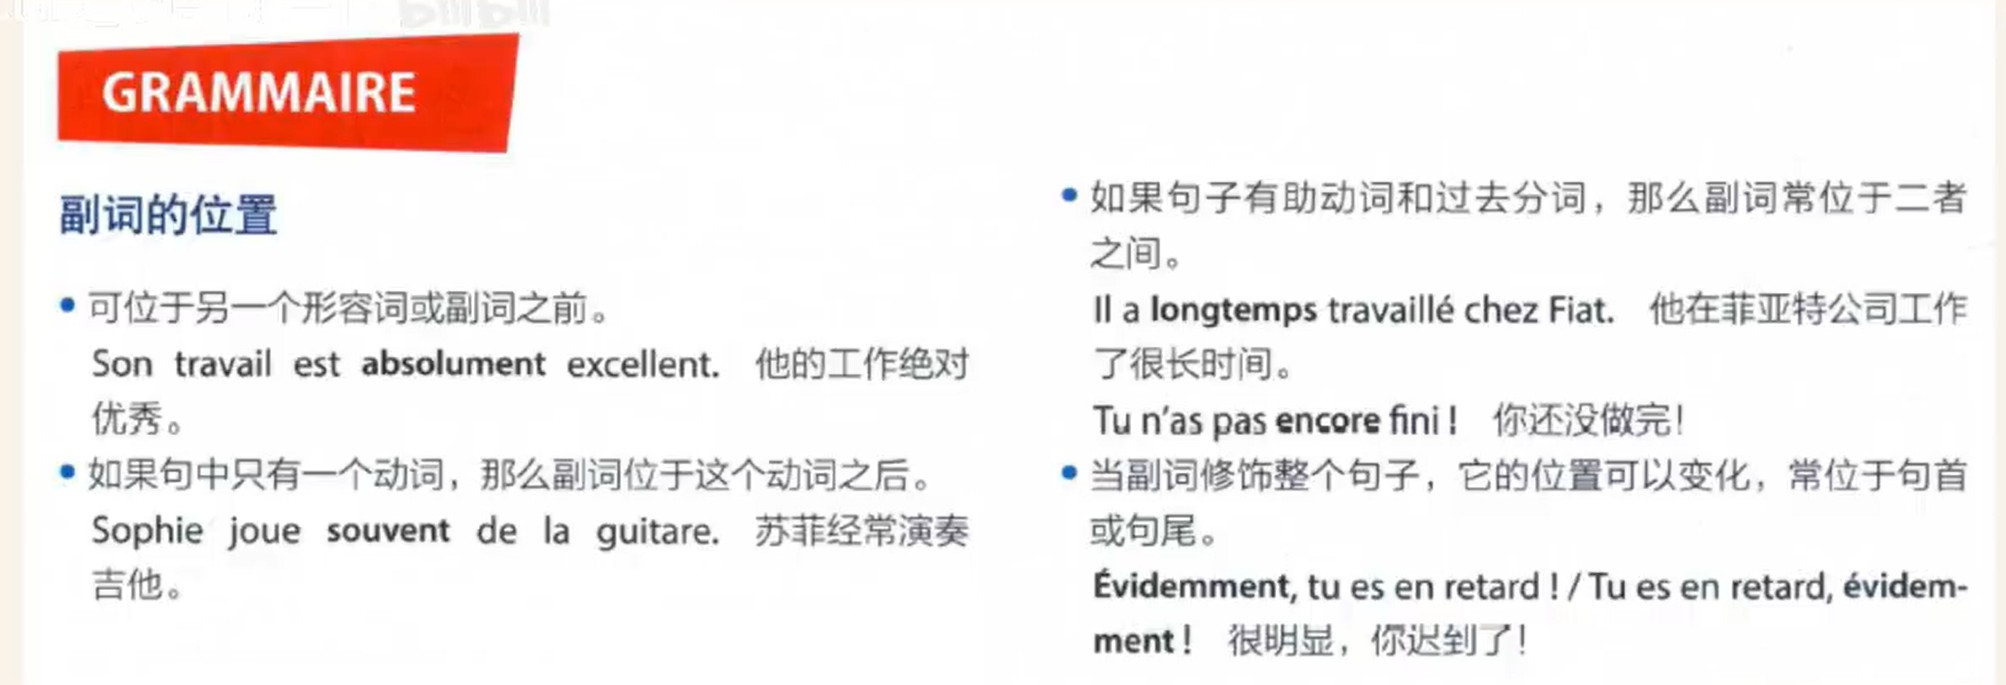 GRAMMAIRE
副词的位置
• 可位于另一个形容词或副词之前。
Son travail est absolument excellent. 他的工作绝对
优秀。
• 如果句中只有一个动词，那么副词位于这个动词之后。
Sophie joue souvent de la guitare. 苏菲经常演奏
吉他。
• 如果句子有助动词和过去分词，那么副词常位于二者
之间。
Il a longtemps travaillé chez Fiat. 他在菲亚特公司工作
了很长时间。
Tu n'as pas encore fini ! 你还没做完！
• 当副词修饰整个句子，它的位置可以变化，常位于句首
或句尾。
Évidemment, tu es en retard ! / Tu es en retard, évidem-
ment ! 很明显，你迟到了！